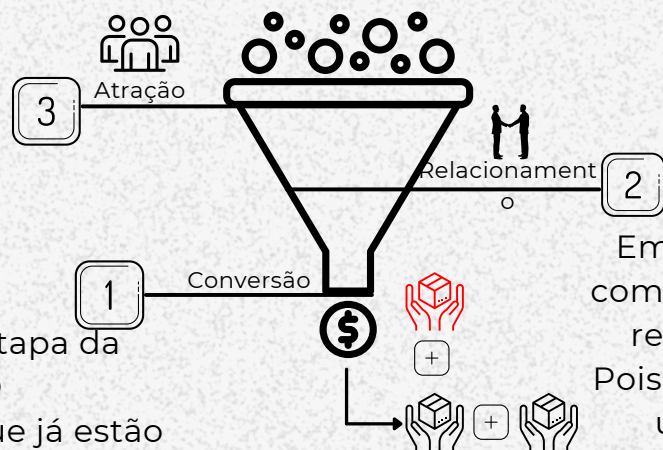 Atração
3
Relacionament
o
2
Conversão
1
$
+
+
Em
com
re
Pois
tapa da
ue já estão